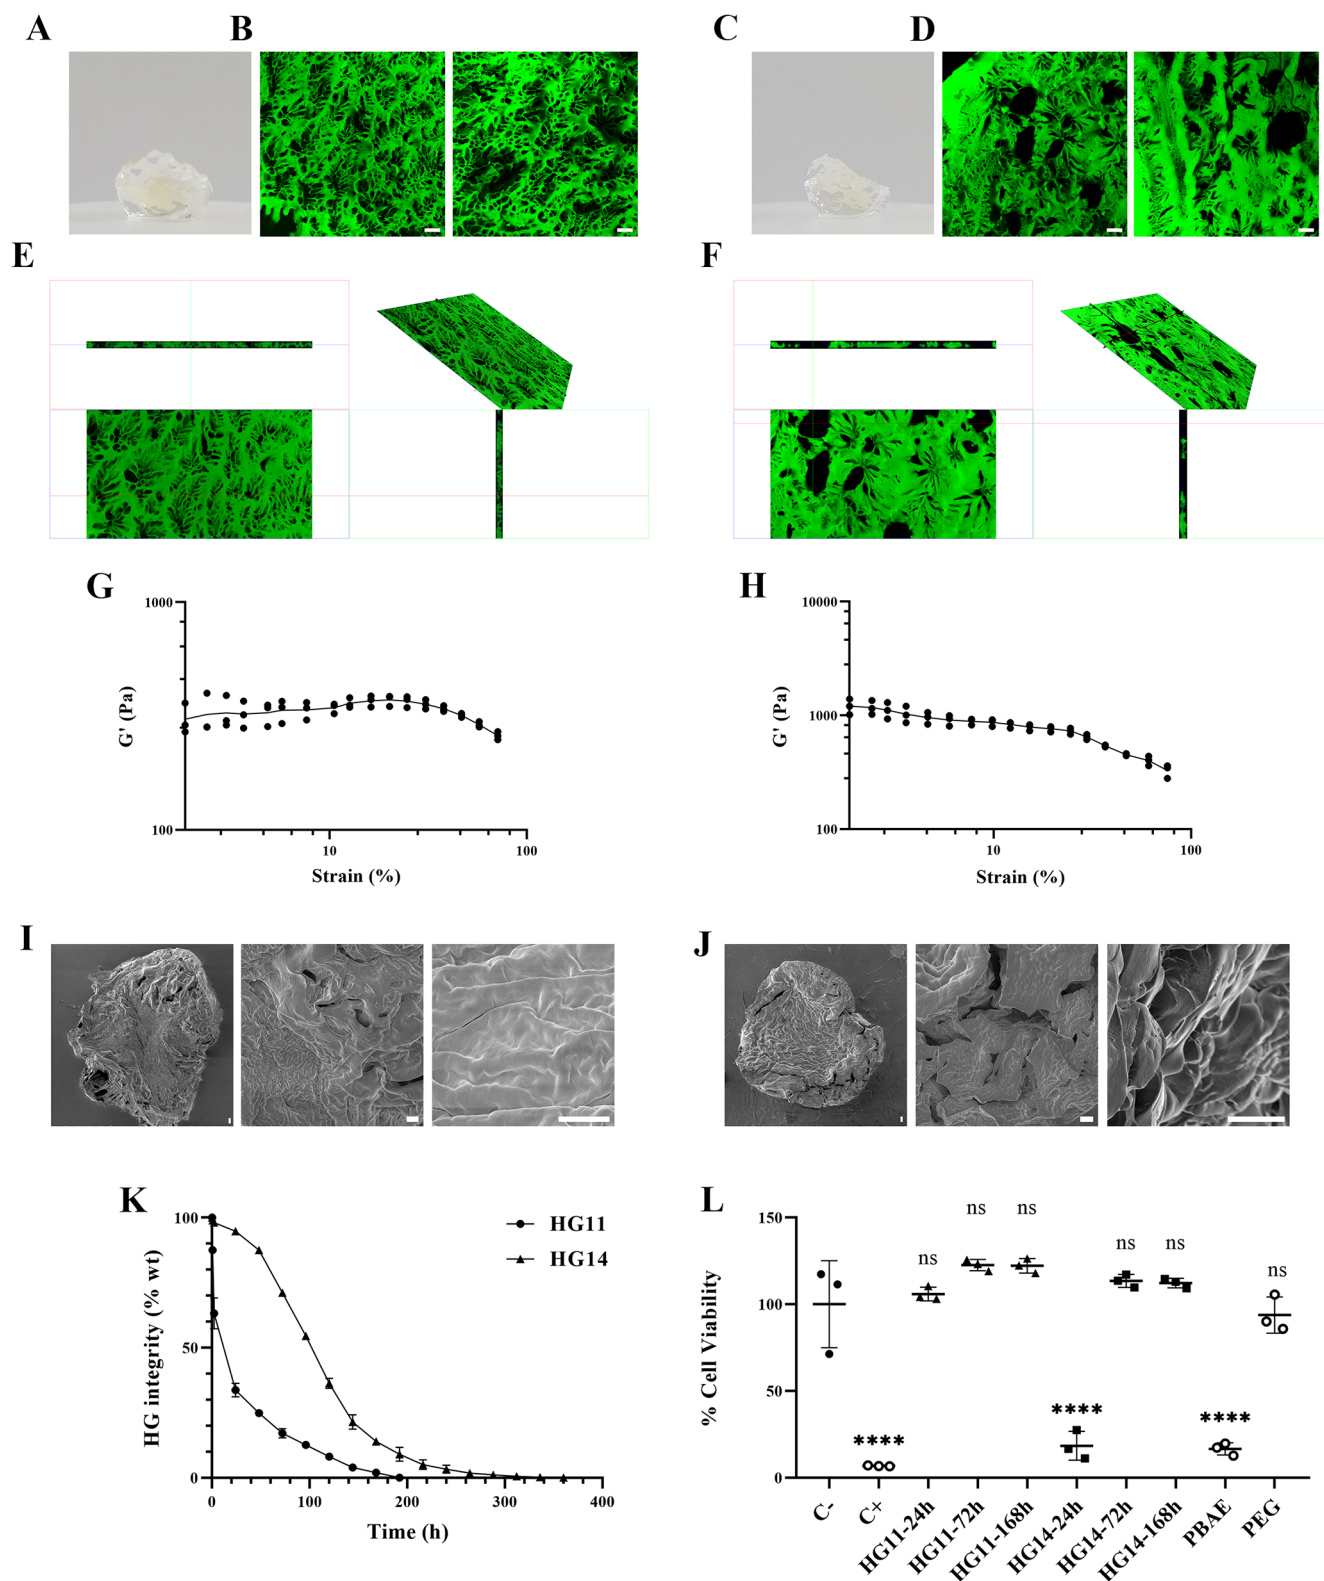 A
B
C
D
E
F
G
1000
100
G' (Pa)
10
100
Strain (%)
H
10000
1000
100
G' (Pa)
10
100
Strain (%)
I
J
K
100
50
0
HG integrity (% wt)
HG11
HG14
0
100
200
300
400
Time (h)
L
150
100
50
0
% Cell Viability
****
ns
ns
ns
****
ns
ns
****
ns
C-
C+
HG11-24h
HG11-72h
HG11-168h
HG14-24h
HG14-72h
HG14-168h
PBAE
PEG